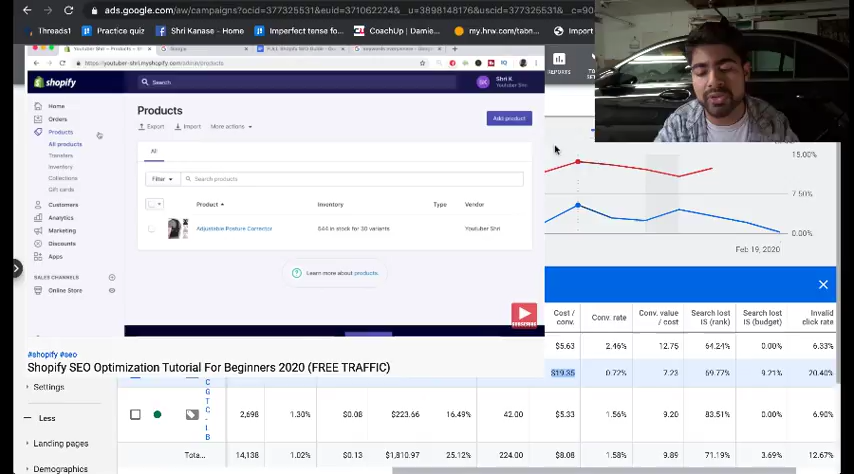 ads.google.com/aw/campaigns?ocid=377325531&euid=371062224&__u=3898148176&uscid=377325531&__c=90
Threads1 Practice quiz Shri Kanase - Home Imperfect tense fo... CoachUp | Danie... my.hrw.com/tabn... Import
Youtuber Shri ~ Products ~ S Google
https://youtuber-shri.myshopify.com/admin/products
shopify Search SK Shri K. Youtuber Shri
REPORTS
Home
Orders
Products
All products
Transfers
Inventory
Collections
Gift cards
Customers
Analytics
Marketing
Discounts
Apps
SALES CHANNELS
Online Store
Products
Export Import More actions
Add product
All
Filter Search products
Product Inventory Type Vendor
Adjustable Posture Corrector 644 in stock for 30 variants Youtuber Shri
Learn more about products.
SUBSCRIBE
#shopify #seo
Shopify SEO Optimization Tutorial For Beginners 2020 (FREE TRAFFIC)
15.00%
7.50%
0.00%
Feb 19, 2020
Cost / conv. Conv. rate Conv. value / cost Search lost IS (rank) Search lost IS (budget) Invalid click rate
$5.63 2.46% 12.75 64.24% 0.00% 6.33%
$19.35 0.72% 7.23 69.77% 9.21% 20.40%
Settings
Less
Landing pages
Demographics
C
G
T
C
-
I
B
2,698 1.30% $0.08 $223.66 16.49% 42.00 $5.33 1.56% 9.20 83.51% 0.00% 6.90%
Tota... 14,138 1.02% $0.13 $1,810.97 25.12% 224.00 $8.08 1.58% 9.89 71.19% 3.69% 12.67%